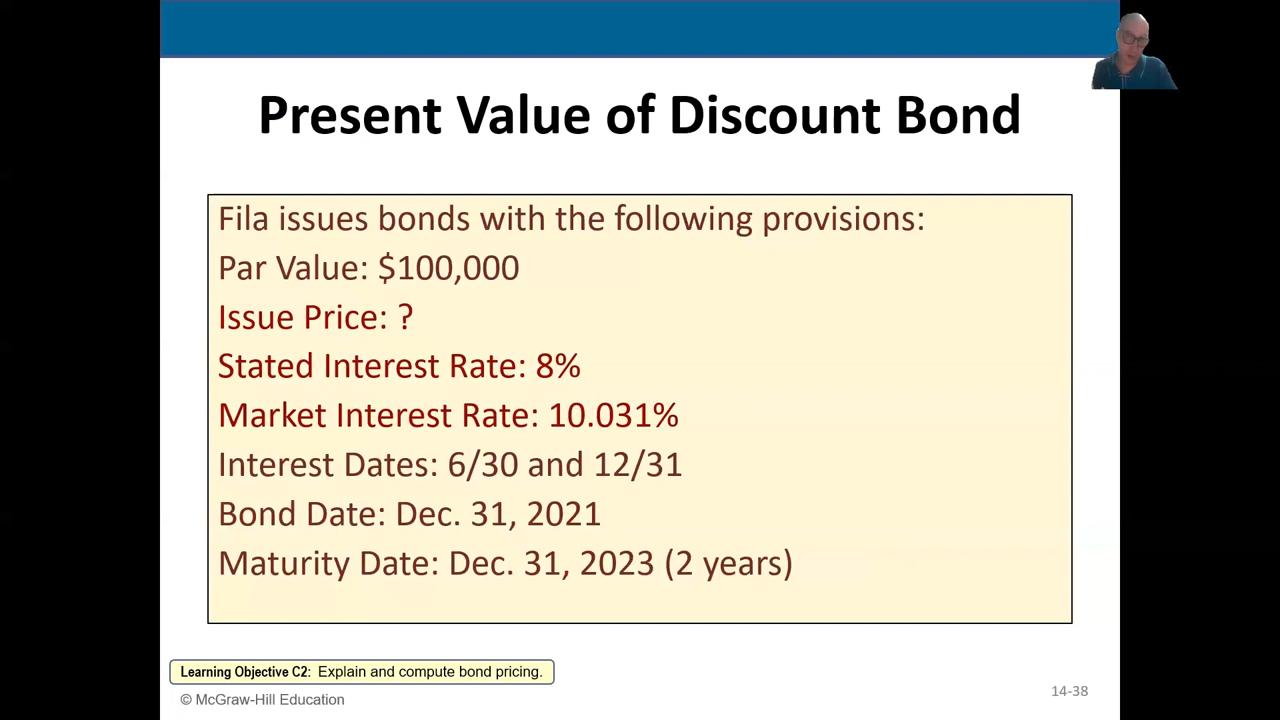 Present Value of Discount Bond
Fila issues bonds with the following provisions:
Par Value: $100,000
Issue Price: ?
Stated Interest Rate: 8%
Market Interest Rate: 10.031%
Interest Dates: 6/30 and 12/31
Bond Date: Dec. 31, 2021
Maturity Date: Dec. 31, 2023 (2 years)
Learning Objective C2: Explain and compute bond pricing.
© McGraw-Hill Education
14-38